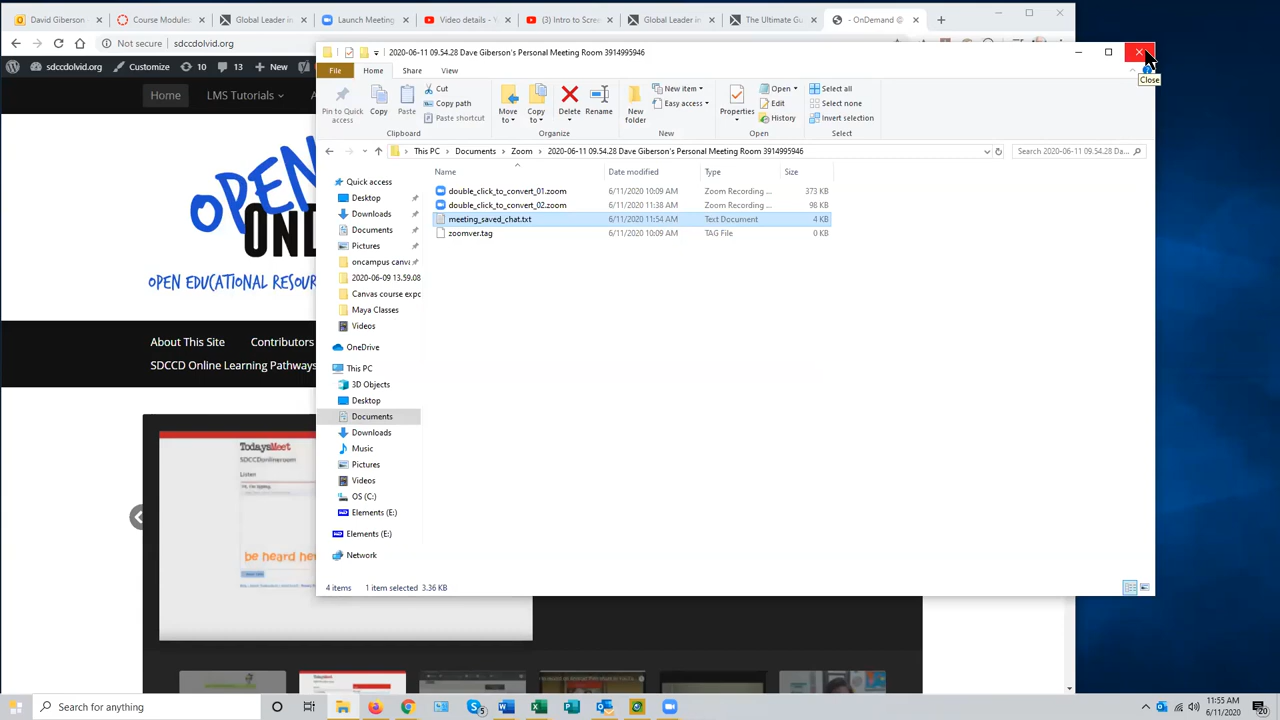 David Giberson
Course Modules:
Global Leader in
Launch Meeting
Video details - Y
(3) Intro to Scre
Global Leader in
The Ultimate Gu
- OnDemand @
Not secure | sdccdolvid.org
2020-06-11 09.54.28 Dave Giberson's Personal Meeting Room 3914995946
Close
sdccdolvid.org Customize 10 13 New
File Home Share View
Pin to Quick access
Copy
Paste
Cut
Copy path
Paste shortcut
Clipboard
Move to
Copy to
Delete
Rename
Organize
New folder
New item
Easy access
New
Properties
Open
Edit
History
Open
Select all
Select none
Invert selection
Select
Home LMS Tutorials
This PC > Documents > Zoom > 2020-06-11 09.54.28 Dave Giberson's Personal Meeting Room 3914995946
Search 2020-06-11 09.54.28 Da...
Name Date modified Type Size
double_click_to_convert_01.zoom 6/11/2020 10:09 AM Zoom Recording ... 373 KB
double_click_to_convert_02.zoom 6/11/2020 11:38 AM Zoom Recording ... 98 KB
meeting_saved_chat.txt 6/11/2020 11:54 AM Text Document 4 KB
zoomver.tag 6/11/2020 10:09 AM TAG File 0 KB
Quick access
Desktop
Downloads
Documents
Pictures
oncampus canv
2020-06-09 13.59.08
Canvas course expo
Maya Classes
Videos
OneDrive
This PC
3D Objects
Desktop
Documents
Downloads
Music
Pictures
Videos
OS (C:)
Elements (E:)
Elements (E:)
Network
4 items 1 item selected 3.36 KB
OPEN
ON
OPEN EDUCATIONAL RESOUR
About This Site Contributors
SDCCD Online Learning Pathways
TodaysMeet
SDCCDonlineroom
Listen
be heard he
Search for anything
11:55 AM
6/11/2020
20